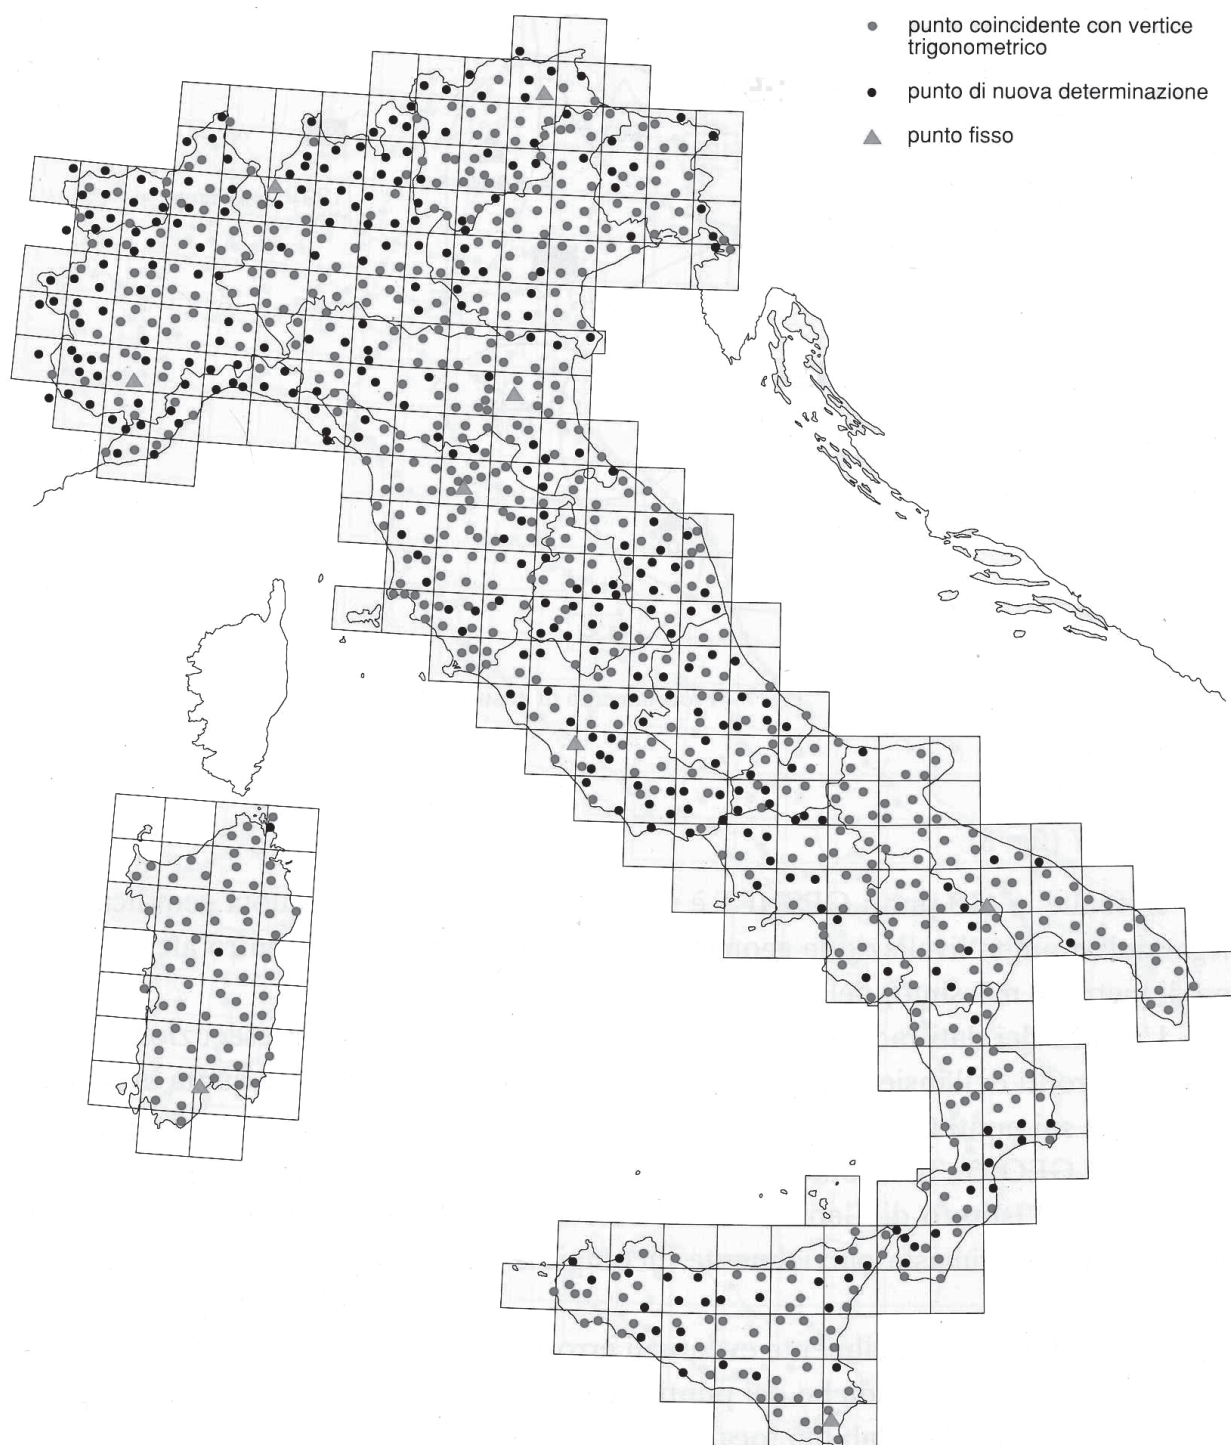 punto coincidente con vertice
trigonometrico
punto di nuova determinazione
punto fisso